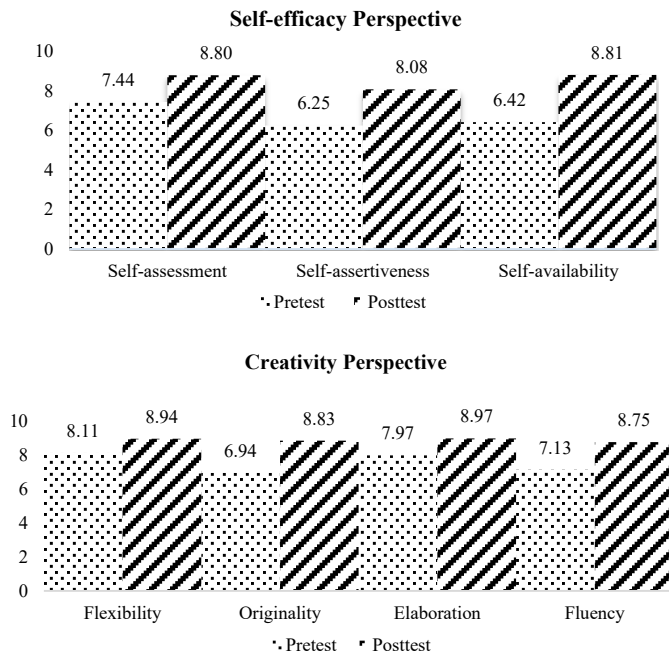 Self-efficacy Perspective
10
8
6
4
2
0
7.44
8.80
6.25
8.08
6.42
8.81
Self-assessment
Self-assertiveness
Self-availability
Pretest
Posttest
Creativity Perspective
10
8
6
4
2
0
8.11
8.94
6.94
8.83
7.97
8.97
7.13
8.75
Flexibility
Originality
Elaboration
Fluency
Pretest
Posttest